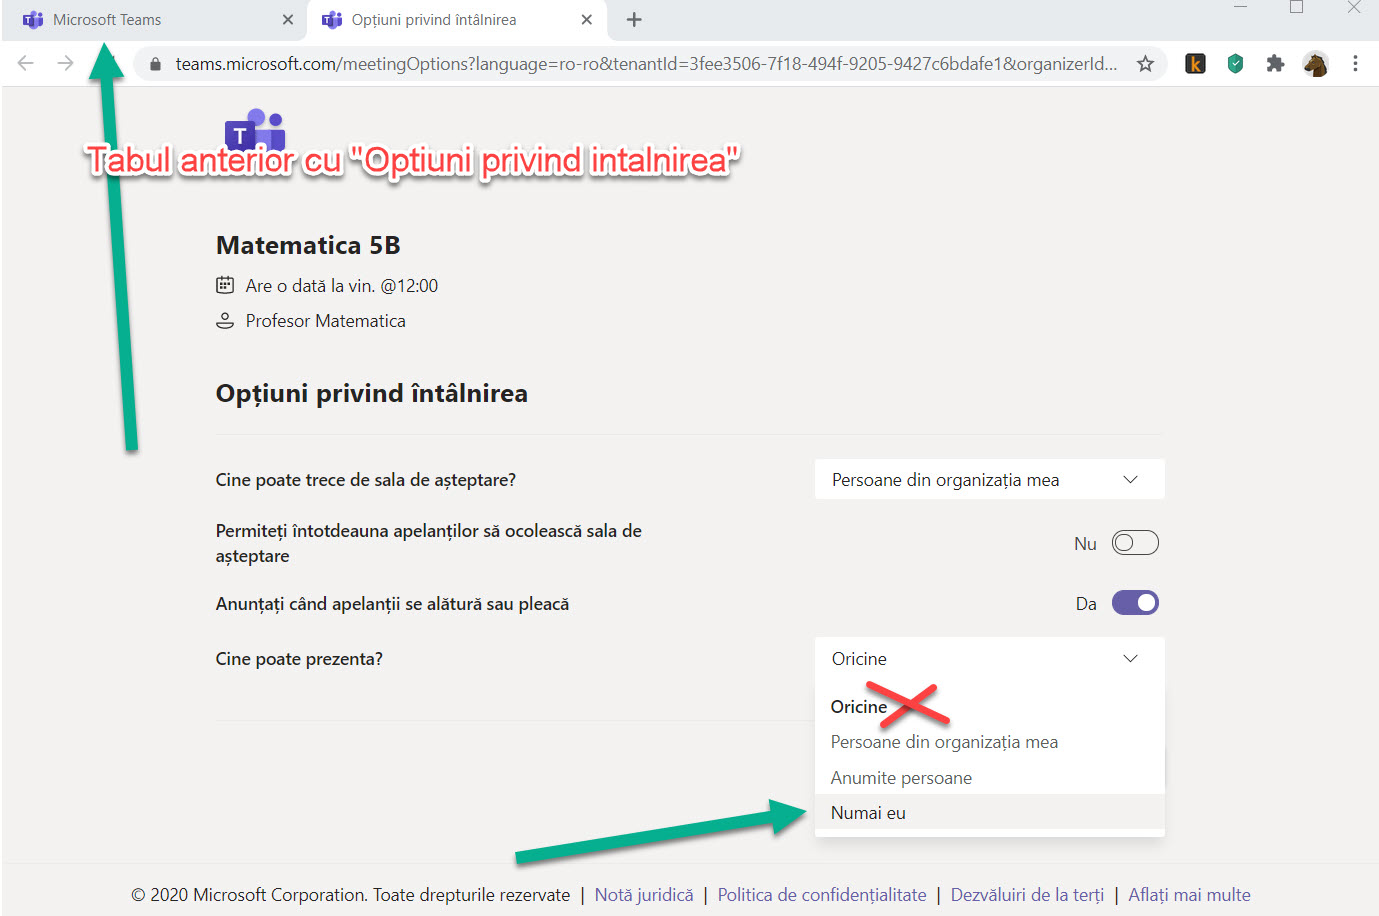 Microsoft Teams
Opțiuni privind întâlnirea
teams.microsoft.com/meetingOptions?language=ro-ro&tenantId=3fee3506-7f18-494f-9205-9427c6bdafe1&organizerId...
k
T
Tabul anterior cu "Optiuni privind intalnirea"
Matematica 5B
Are o dată la vin. @12:00
Profesor Matematica
Opțiuni privind întâlnirea
Cine poate trece de sala de așteptare?
Persoane din organizația mea
Permiteți întotdeauna apelanților să ocolească sala de
așteptare
Nu
Anunțați când apelanții se alătură sau pleacă
Da
Cine poate prezenta?
Oricine
Oricine
Persoane din organizația mea
Anumite persoane
Numai eu
© 2020 Microsoft Corporation. Toate drepturile rezervate | Notă juridică | Politica de confidențialitate | Dezvăluiri de la terți | Aflați mai multe